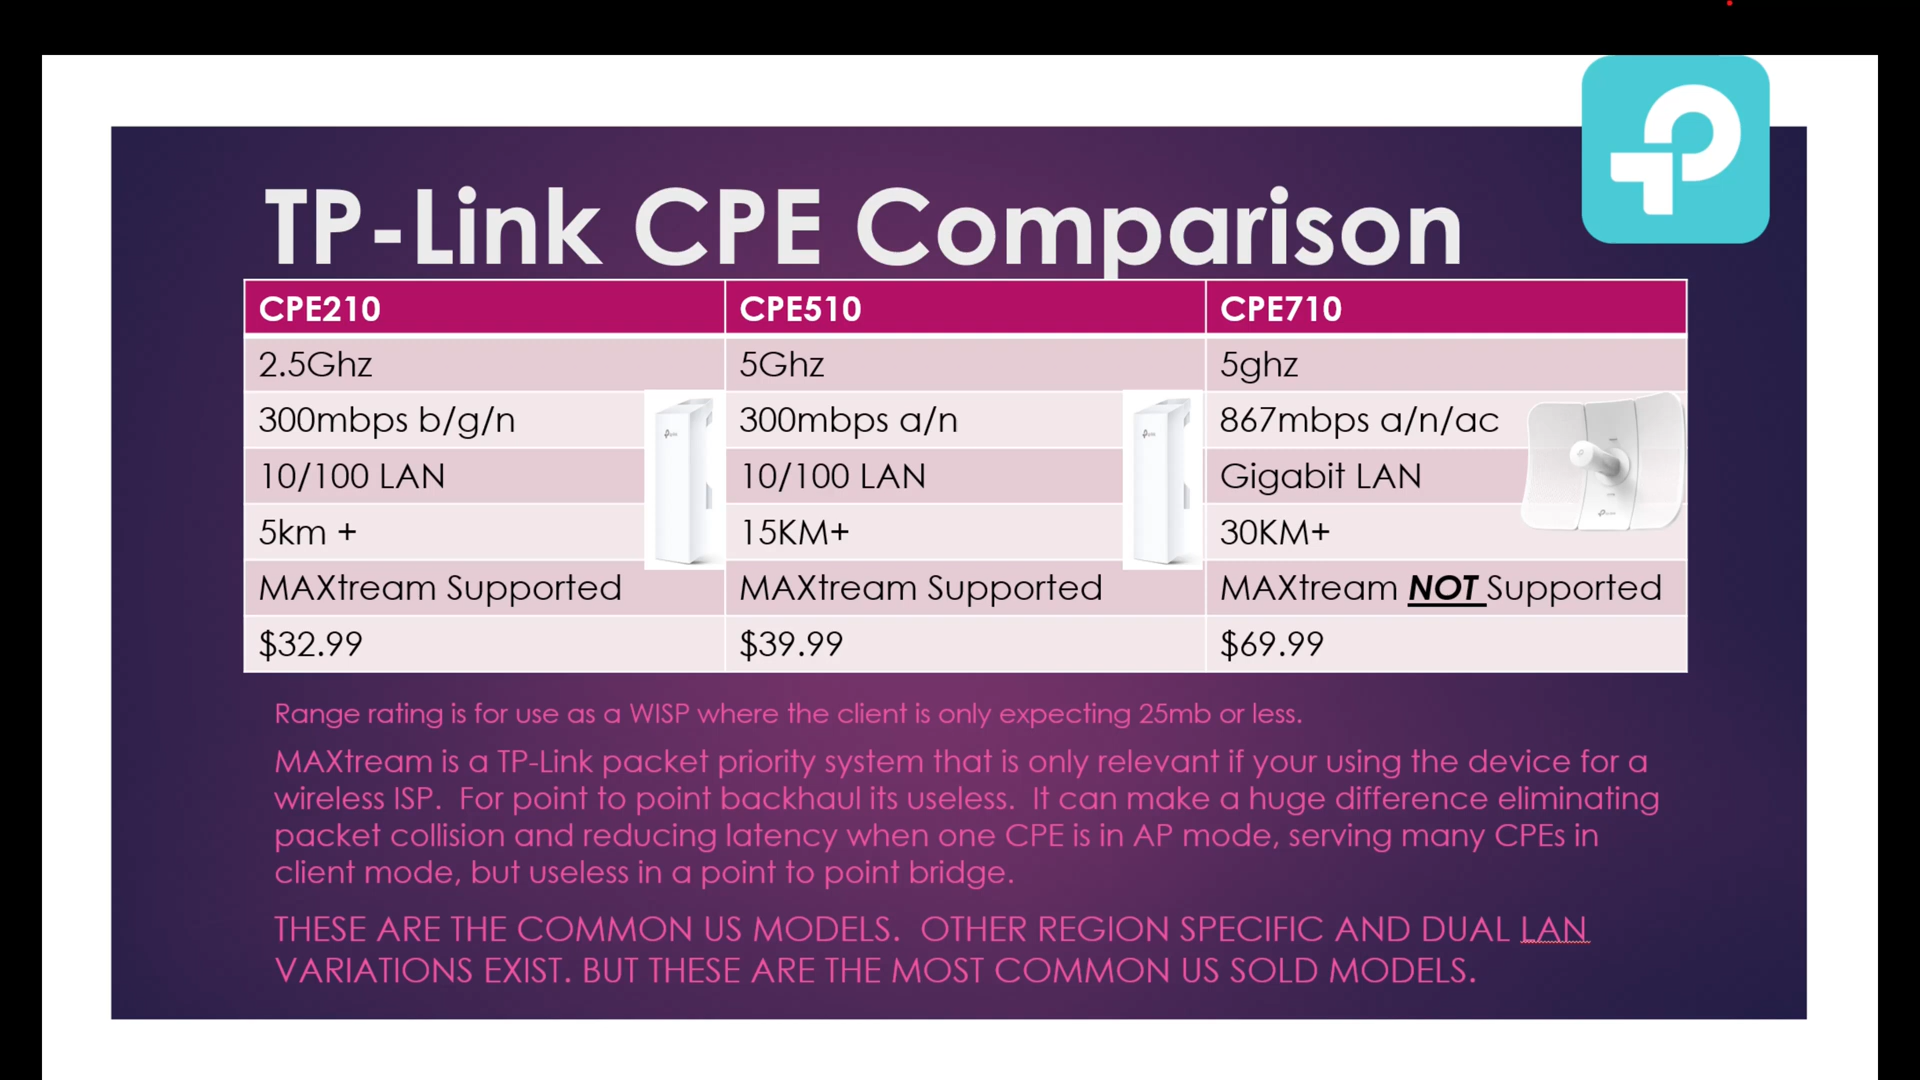 TP-Link CPE Comparison
CPE210 CPE510 CPE710
2.5Ghz 5Ghz 5ghz
300mbps b/g/n 300mbps a/n 867mbps a/n/ac
10/100 LAN 10/100 LAN Gigabit LAN
5km + 15KM+ 30KM+
MAXtream Supported MAXtream Supported MAXtream NOT Supported
$32.99 $39.99 $69.99
Range rating is for use as a WISP where the client is only expecting 25mb or less.
MAXtream is a TP-Link packet priority system that is only relevant if your using the device for a
wireless ISP.  For point to point backhaul its useless.  It can make a huge difference eliminating
packet collision and reducing latency when one CPE is in AP mode, serving many CPEs in
client mode, but useless in a point to point bridge.
THESE ARE THE COMMON US MODELS.  OTHER REGION SPECIFIC AND DUAL LAN
VARIATIONS EXIST. BUT THESE ARE THE MOST COMMON US SOLD MODELS.